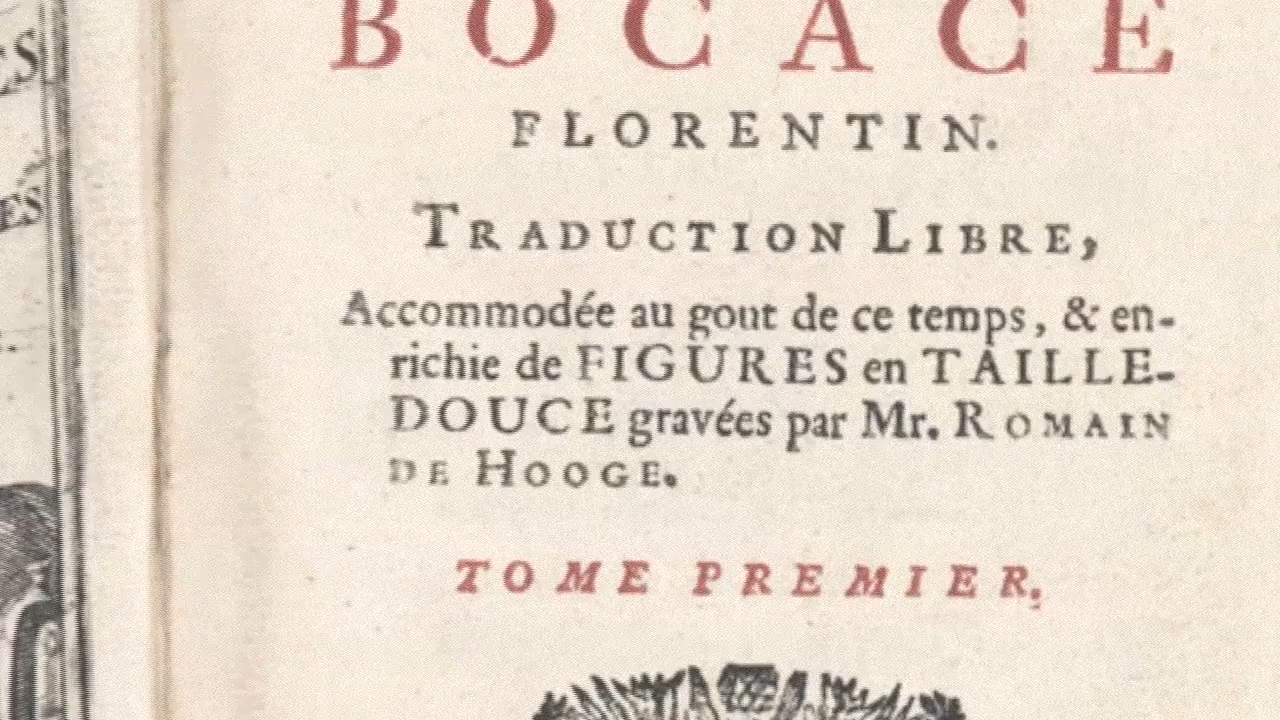 BOCACE
FLORENTIN.
TRADUCTION LIBRE,
Accommodée au gout de ce temps, & en-
richie de FIGURES en TAILLE-
DOUCE gravées par Mr. ROMAIN
DE HOOGE.
TOME PREMIER.